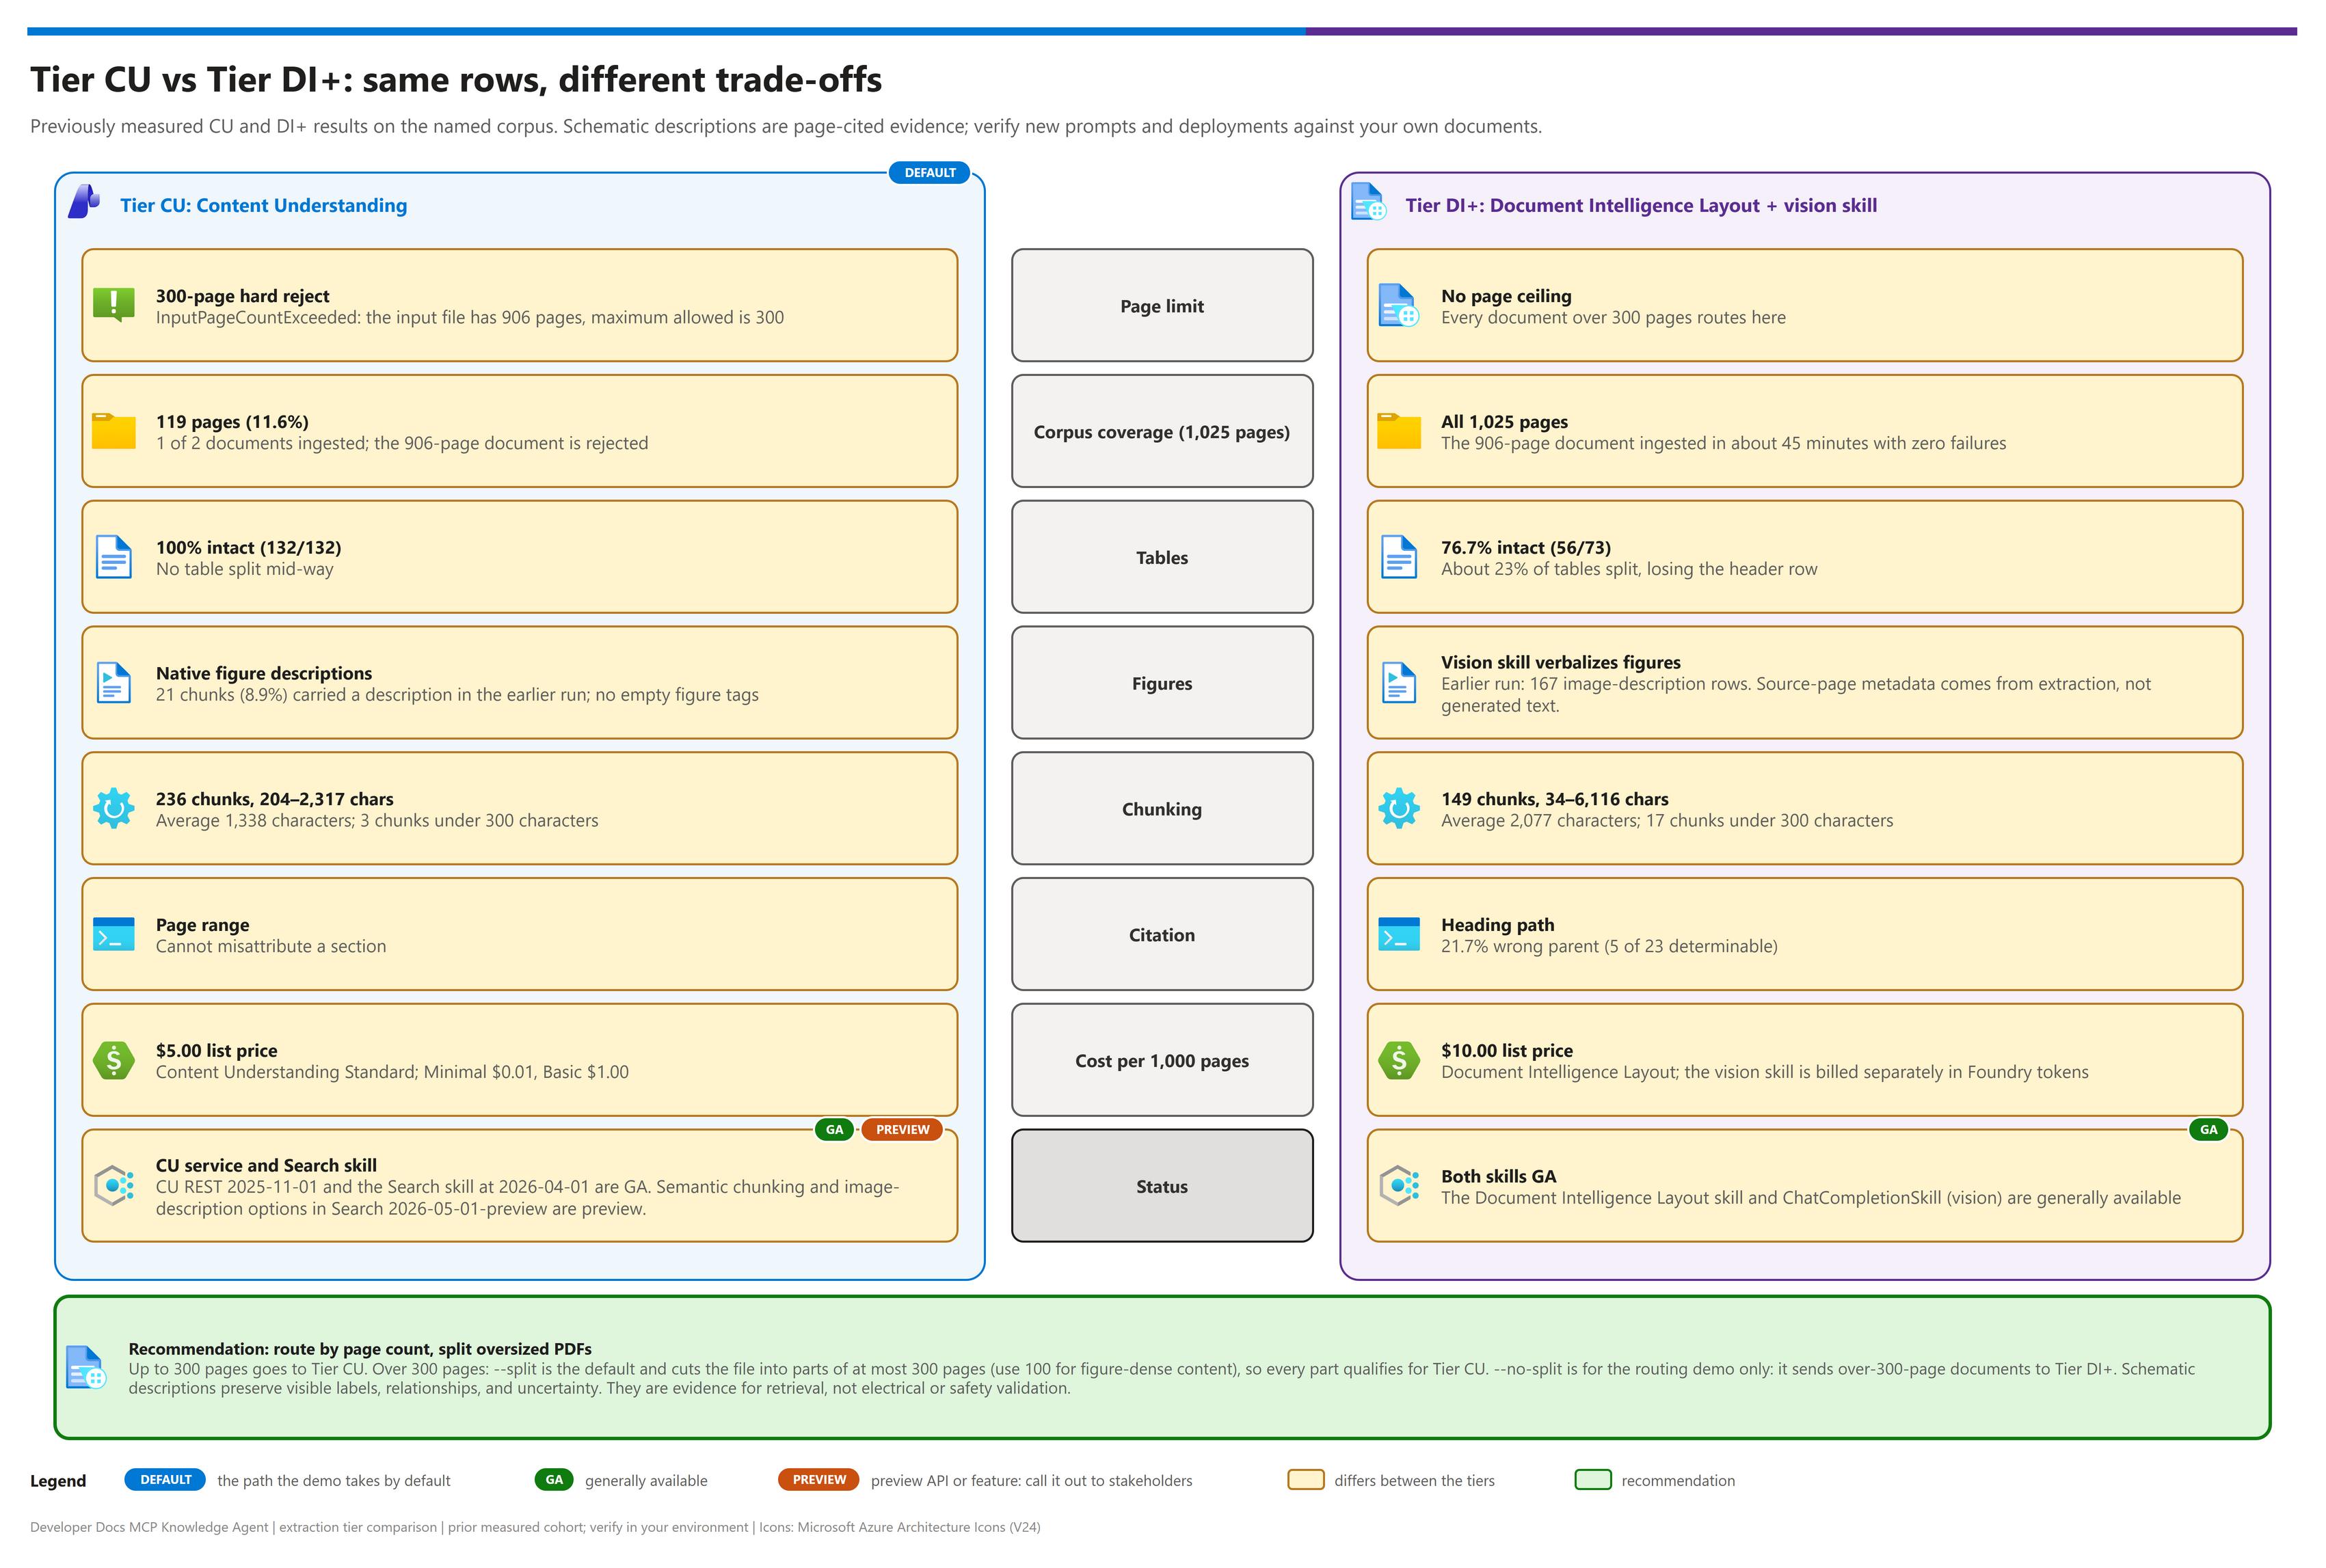 Tier CU vs Tier DI+: same rows, different trade-offs
Previously measured CU and DI+ results on the named corpus. Schematic descriptions are page-cited evidence; verify new prompts and deployments against your own documents.
DEFAULT
Tier CU: Content Understanding
Tier DI+: Document Intelligence Layout + vision skill
300-page hard reject
InputPageCountExceeded: the input file has 906 pages, maximum allowed is 300
Page limit
No page ceiling
Every document over 300 pages routes here
119 pages (11.6%)
1 of 2 documents ingested; the 906-page document is rejected
Corpus coverage (1,025 pages)
All 1,025 pages
The 906-page document ingested in about 45 minutes with zero failures
100% intact (132/132)
No table split mid-way
Tables
76.7% intact (56/73)
About 23% of tables split, losing the header row
Native figure descriptions
21 chunks (8.9%) carried a description in the earlier run; no empty figure tags
Figures
Vision skill verbalizes figures
Earlier run: 167 image-description rows. Source-page metadata comes from extraction, not
generated text.
236 chunks, 204–2,317 chars
Average 1,338 characters; 3 chunks under 300 characters
Chunking
149 chunks, 34–6,116 chars
Average 2,077 characters; 17 chunks under 300 characters
Page range
Cannot misattribute a section
Citation
Heading path
21.7% wrong parent (5 of 23 determinable)
$5.00 list price
Content Understanding Standard; Minimal $0.01, Basic $1.00
Cost per 1,000 pages
$10.00 list price
Document Intelligence Layout; the vision skill is billed separately in Foundry tokens
GA
PREVIEW
CU service and Search skill
CU REST 2025-11-01 and the Search skill at 2026-04-01 are GA. Semantic chunking and image-
description options in Search 2026-05-01-preview are preview.
Status
GA
Both skills GA
The Document Intelligence Layout skill and ChatCompletionSkill (vision) are generally available
Recommendation: route by page count, split oversized PDFs
Up to 300 pages goes to Tier CU. Over 300 pages: --split is the default and cuts the file into parts of at most 300 pages (use 100 for figure-dense content), so every part qualifies for Tier CU. --no-split is for the routing demo only: it sends over-300-page documents to Tier DI+. Schematic
descriptions preserve visible labels, relationships, and uncertainty. They are evidence for retrieval, not electrical or safety validation.
Legend
DEFAULT
the path the demo takes by default
GA
generally available
PREVIEW
preview API or feature: call it out to stakeholders
differs between the tiers
recommendation
Developer Docs MCP Knowledge Agent | extraction tier comparison | prior measured cohort; verify in your environment | Icons: Microsoft Azure Architecture Icons (V24)